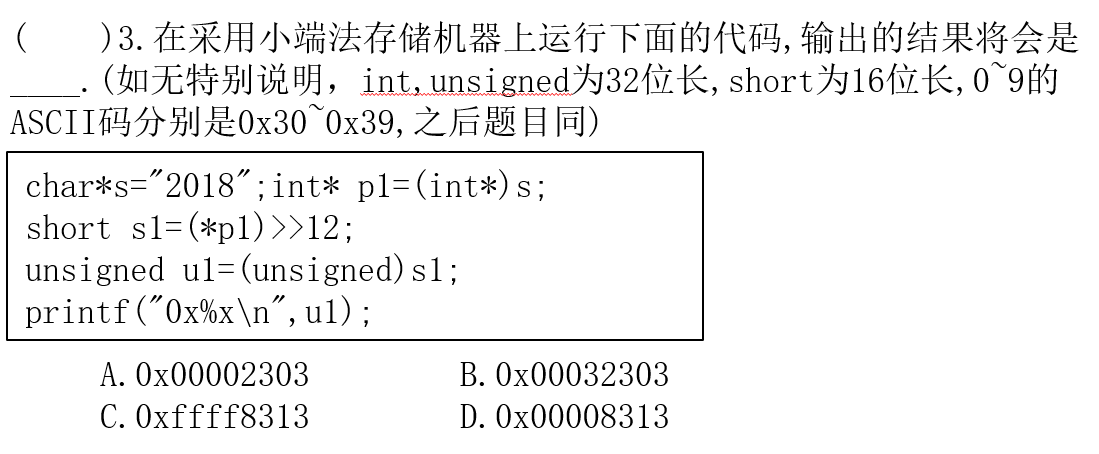 (    )3.在采用小端法存储机器上运行下面的代码,输出的结果将会是
____.(如无特别说明，int,unsigned为32位长,short为16位长,0~9的
ASCII码分别是0x30~0x39,之后题目同)
char*s="2018";int* p1=(int*)s;
short s1=(*p1)>>12;
unsigned u1=(unsigned)s1;
printf("0x%x\n",u1);
A.0x00002303    B.0x00032303
C.0xffff8313    D.0x00008313